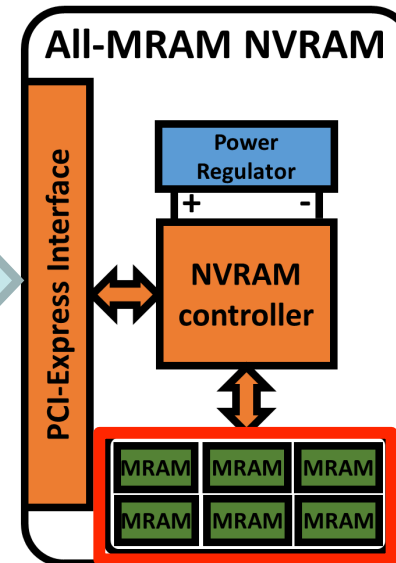 All-MRAM NVRAM
PCI-Express Interface
Power
Regulator
+ -
NVRAM
controller
MRAM MRAM MRAM
MRAM MRAM MRAM